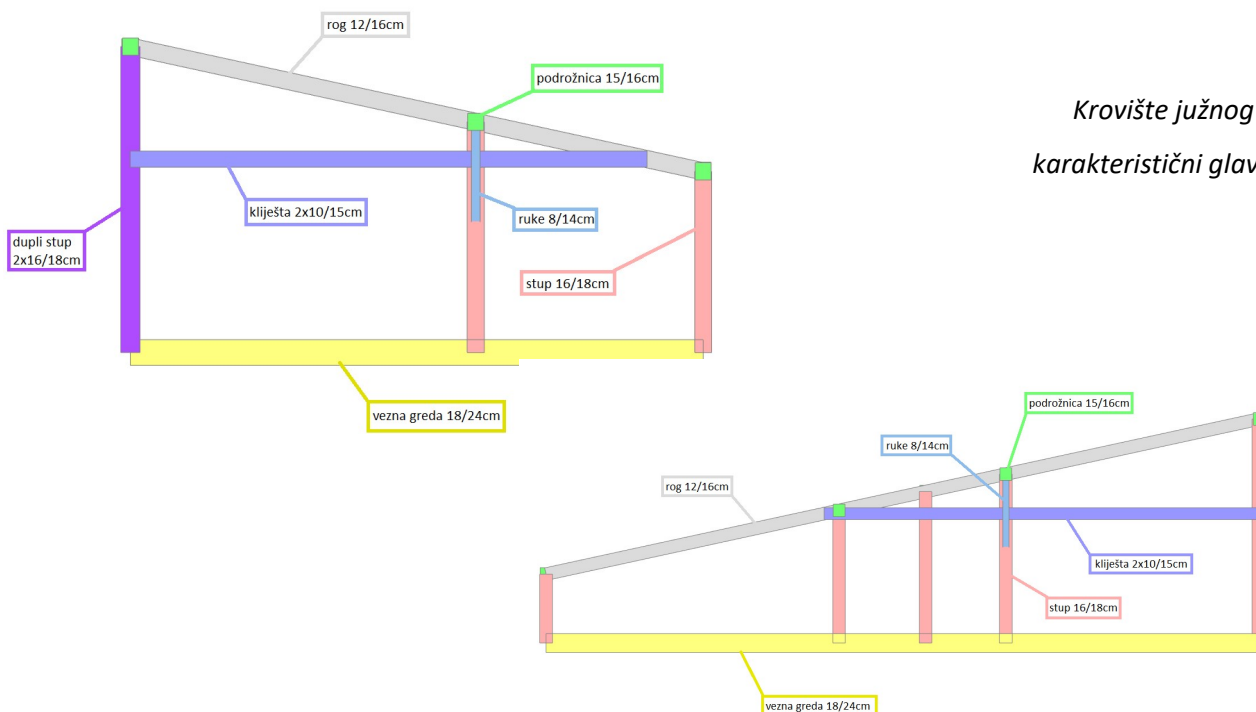 rog 12/16cm
podrožnica 15/16cm
Krovište južnog
karakteristični glav
kliješta 2x10/15cm
ruke 8/14cm
dupli stup
2x16/18cm
stup 16/18cm
vezna greda 18/24cm
podrožnica 15/16cm
ruke 8/14cm
rog 12/16cm
kliješta 2x10/15cm
stup 16/18cm
vezna greda 18/24cm